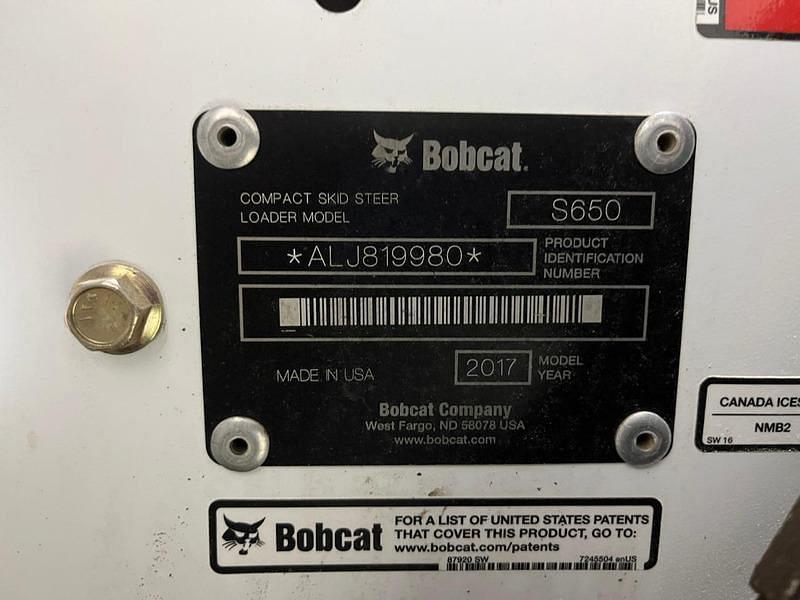 US
Bobcat.
COMPACT SKID STEER
LOADER MODEL
S650
*ALJ819980*
PRODUCT
IDENTIFICATION
NUMBER
MADE IN USA
2017
MODEL
YEAR
Bobcat Company
West Fargo, ND 58078 USA
www.bobcat.com
CANADA ICES
NMB2
SW 16
Bobcat
FOR A LIST OF UNITED STATES PATENTS
THAT COVER THIS PRODUCT, GO TO:
www.bobcat.com/patents
87920 SW
7245504 enUS